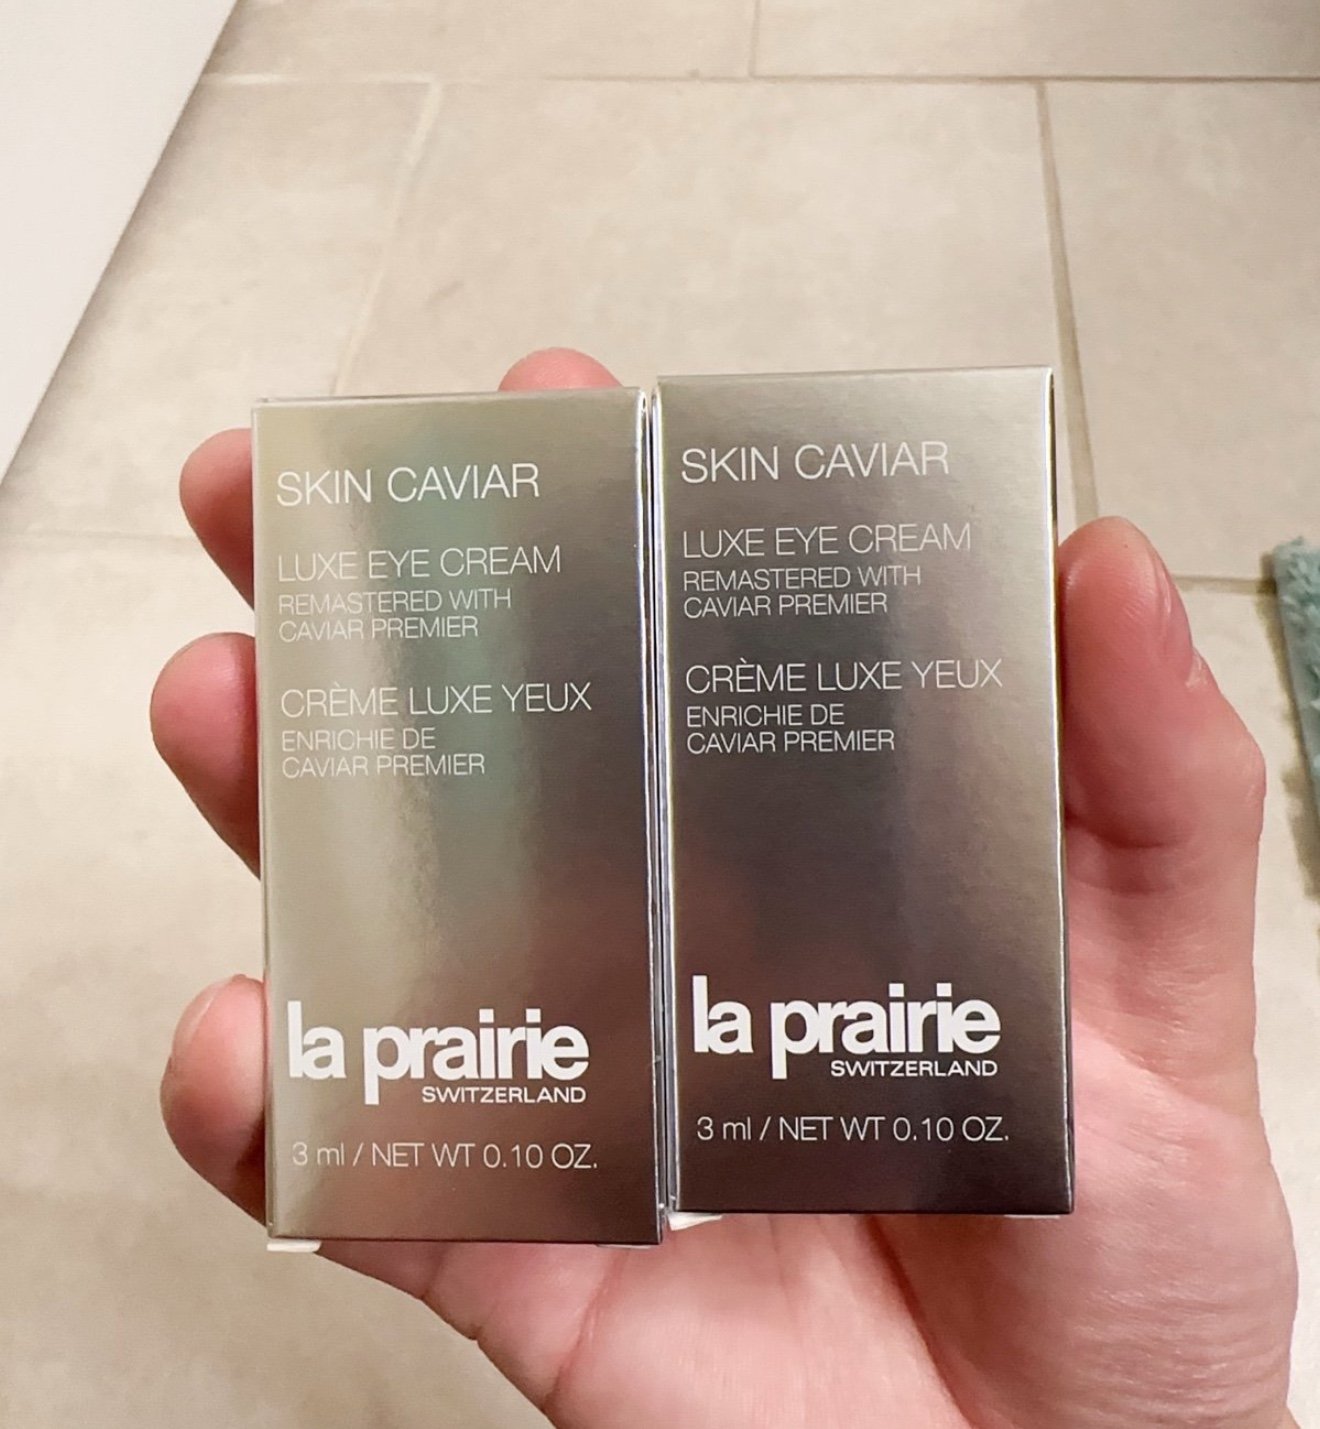 SKIN CAVIAR
LUXE EYE CREAM
REMASTERED WITH
CAVIAR PREMIER
CRÈME LUXE YEUX
ENRICHIE DE
CAVIAR PREMIER
la prairie
SWITZERLAND
3 ml / NET WT 0.10 OZ.
SKIN CAVIAR
LUXE EYE CREAM
REMASTERED WITH
CAVIAR PREMIER
CRÈME LUXE YEUX
ENRICHIE DE
CAVIAR PREMIER
la prairie
SWITZERLAND
3 ml / NET WT 0.10 OZ.